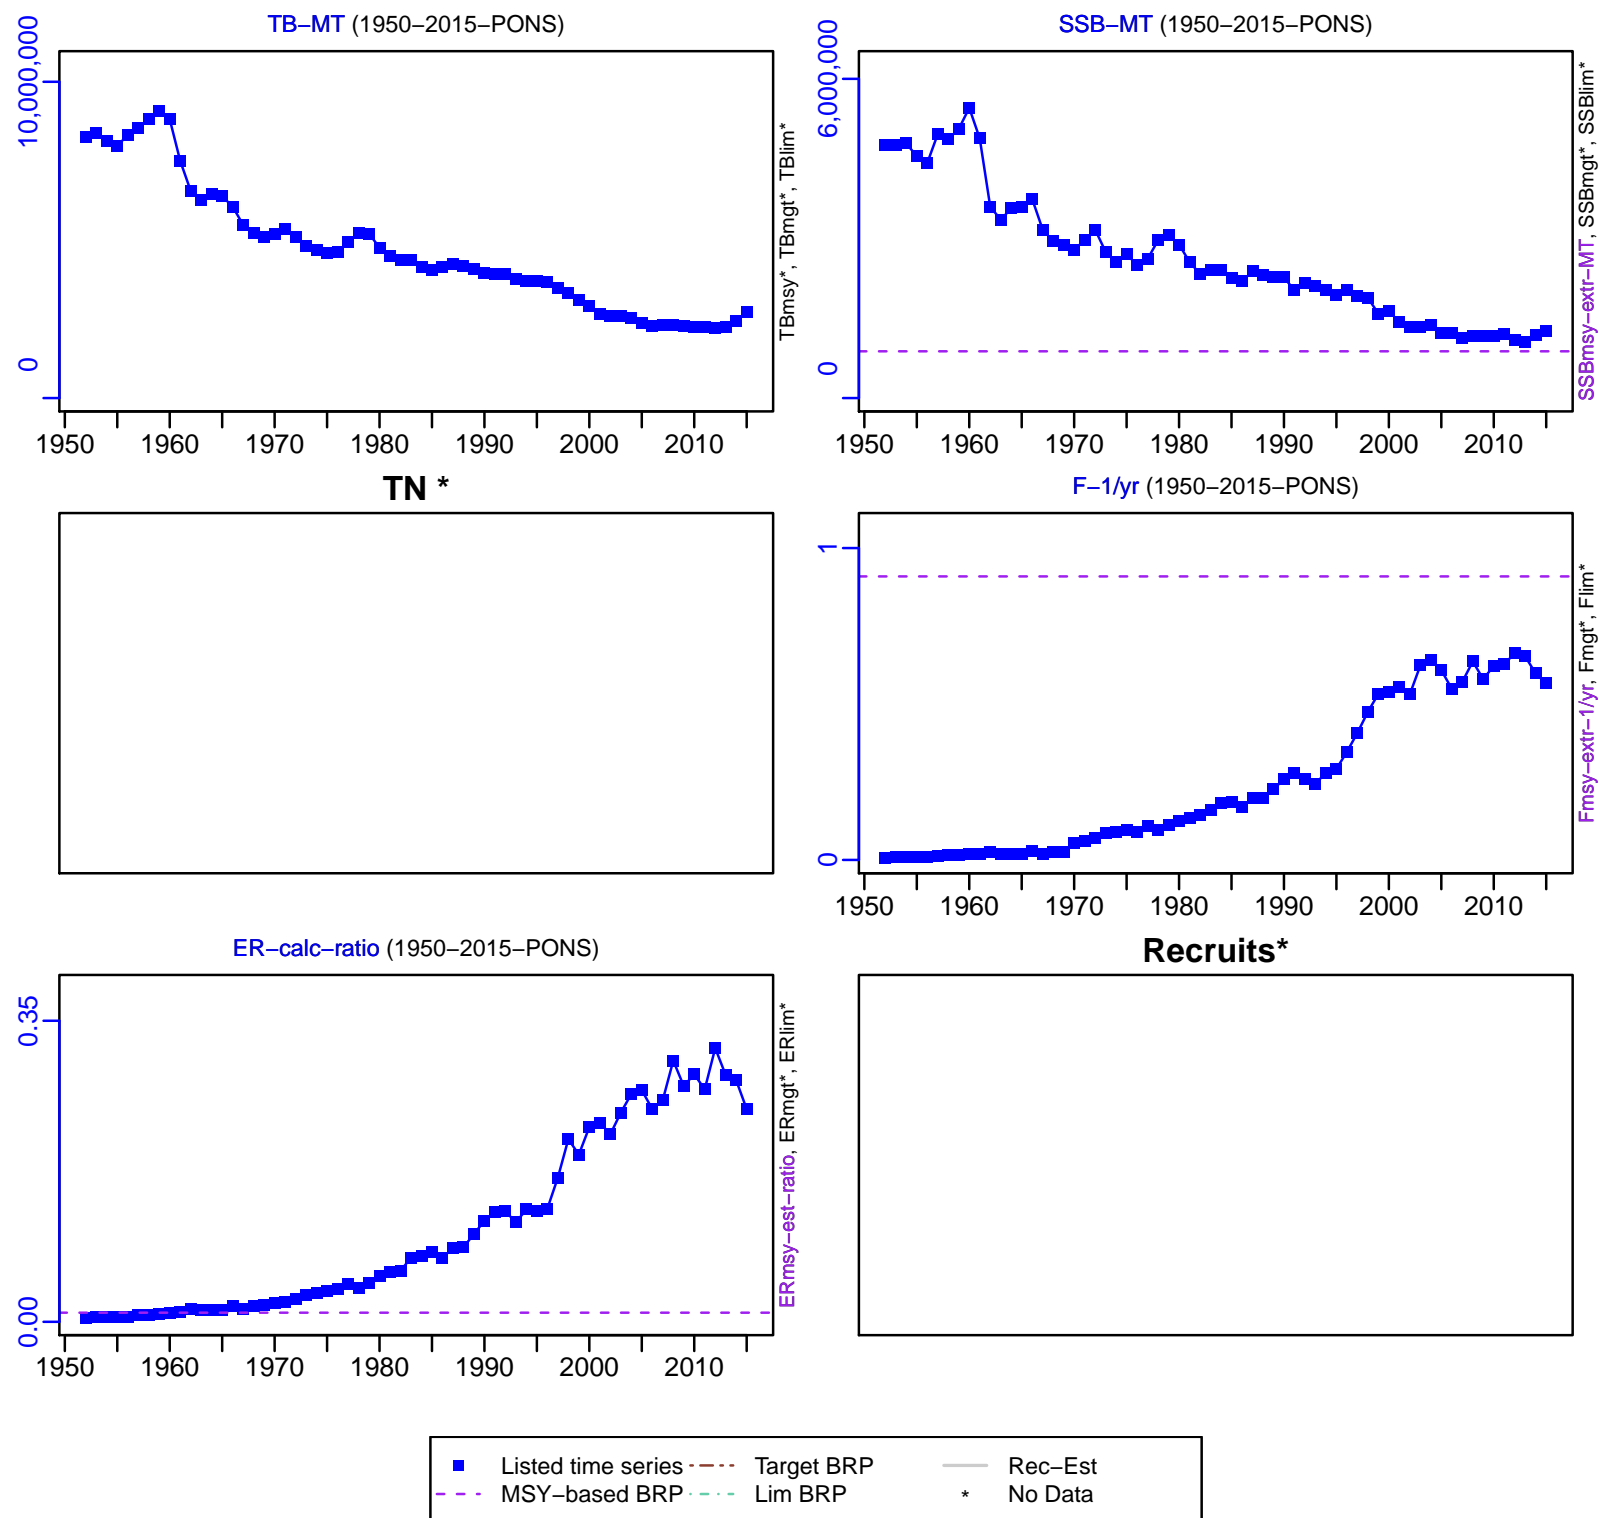 TB−MT (1950−2015−PONS)
10,000,000
0
1950 1960 1970 1980 1990 2000 2010
TBmsy*, TBmgt*, TBlim*
SSB−MT (1950−2015−PONS)
6,000,000
0
1950 1960 1970 1980 1990 2000 2010
SSBmsy−extr−MT, SSBmgt*, SSBlim*
TN *
F−1/yr (1950−2015−PONS)
1
0
1950 1960 1970 1980 1990 2000 2010
Fmsy−extr−1/yr, Fmgt*, Flim*
ER−calc−ratio (1950−2015−PONS)
0.35
0.00
1950 1960 1970 1980 1990 2000 2010
ERmsy−est−ratio, ERmgt*, ERlim*
Recruits*
Listed time series Target BRP Rec−Est
MSY−based BRP Lim BRP * No Data